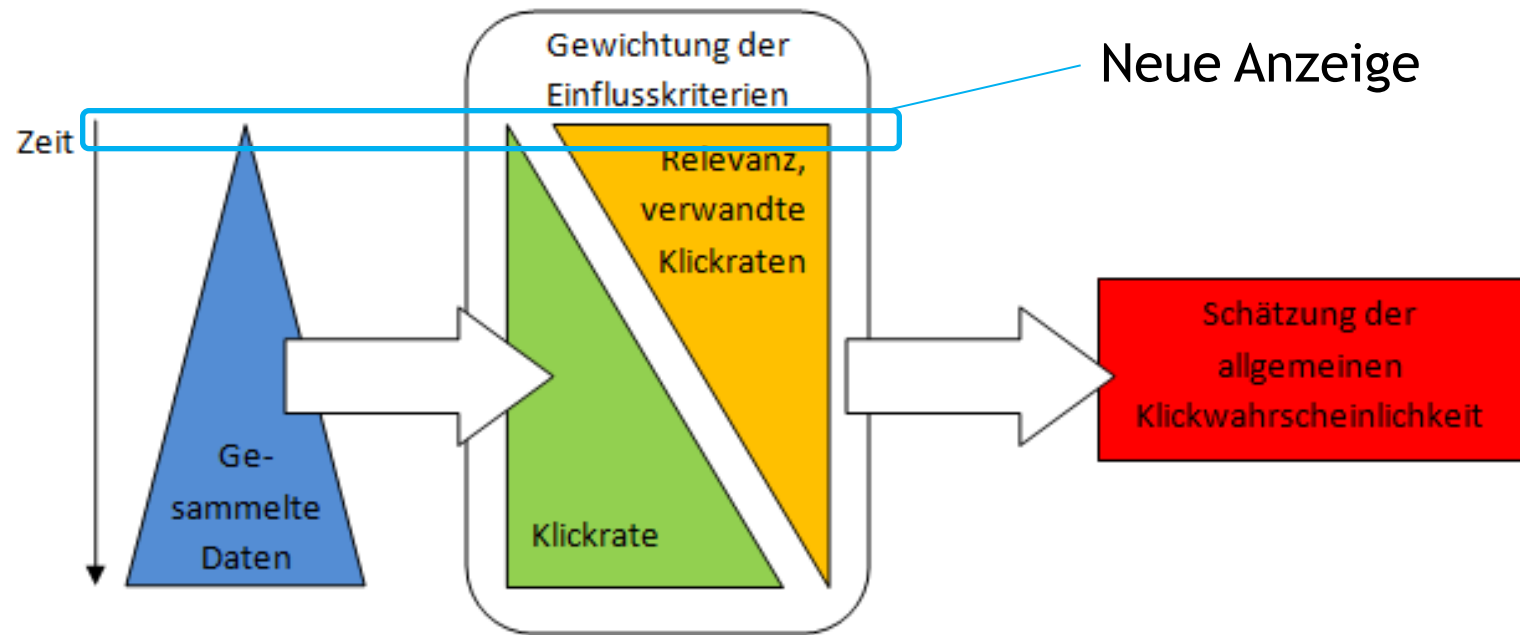 Gewichtung der
Einflusskriterien
Neue Anzeige
Zeit
Relevanz,
verwandte
Klickraten
Klickrate
Ge-
sammelte
Daten
Schätzung der
allgemeinen
Klickwahrscheinlichkeit